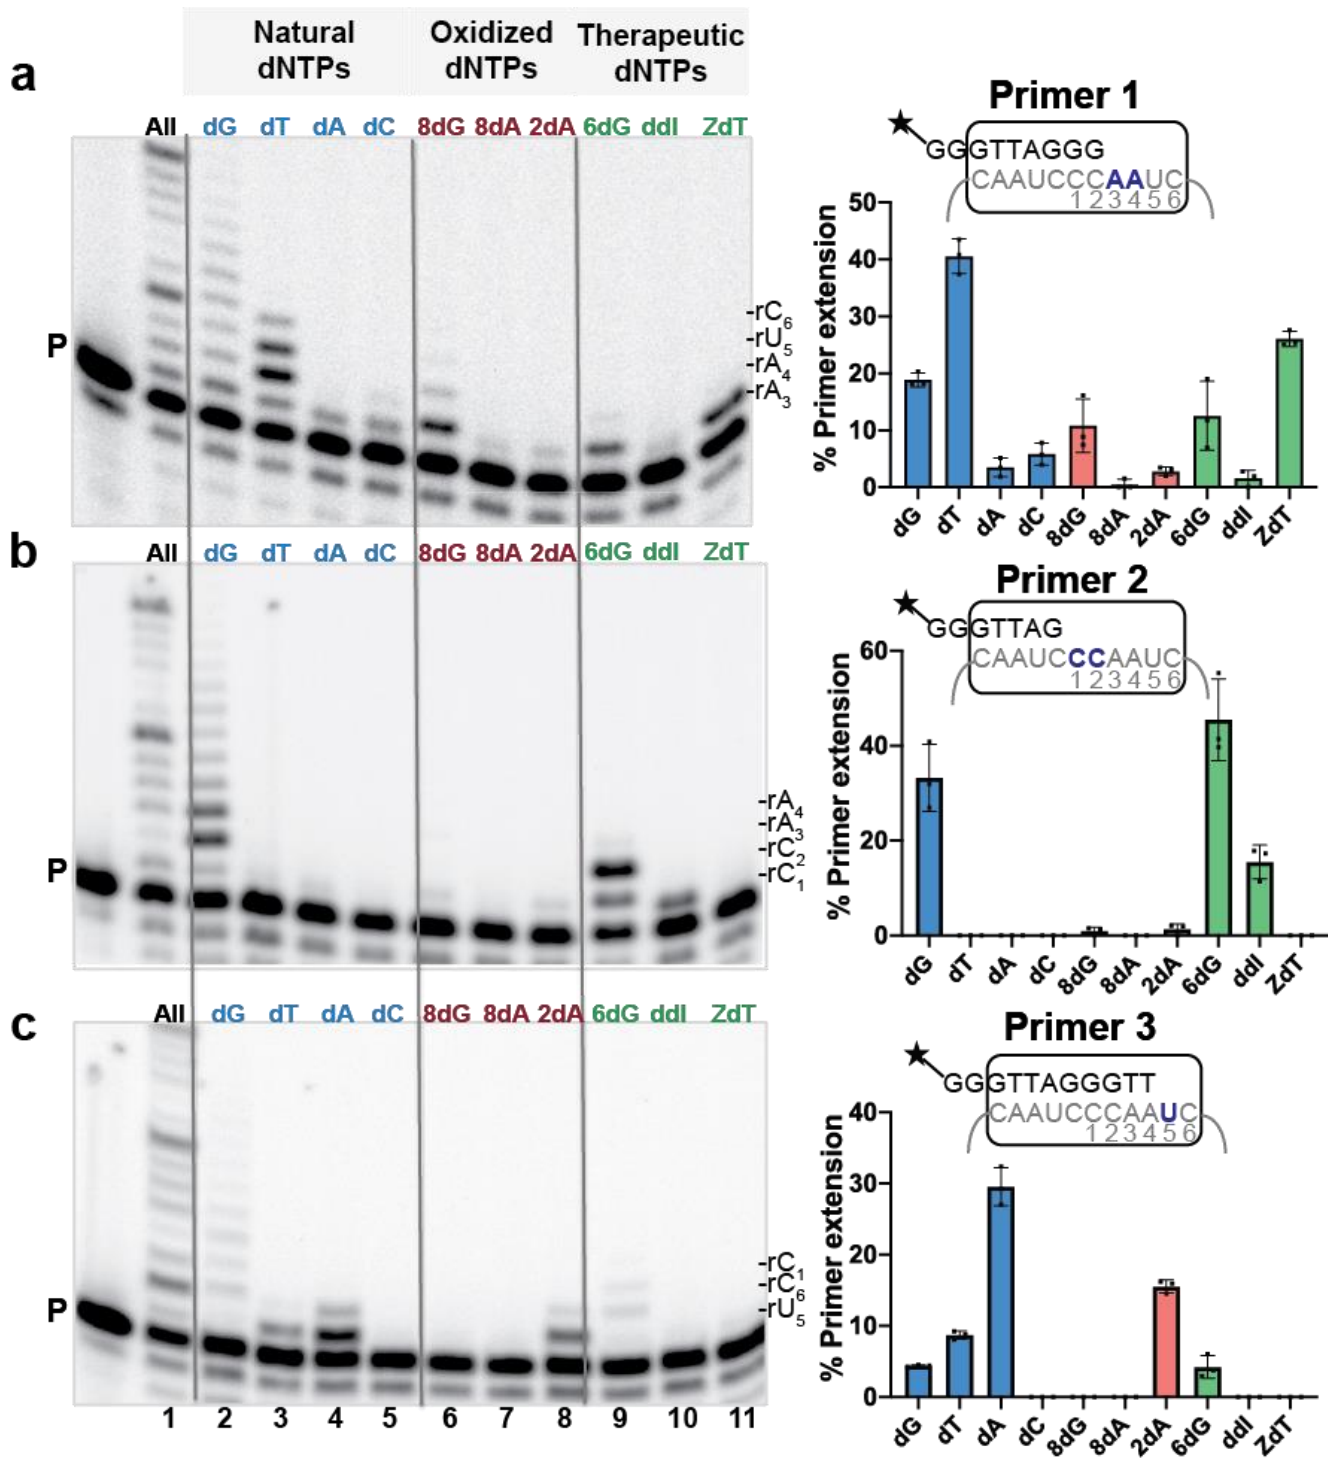 Natural dNTPs
Oxidized dNTPs
Therapeutic dNTPs
a
All dG dT dA dC 8dG 8dA 2dA 6dG ddI ZdT
P
-rC6
-rU5
-rA4
-rA3
Primer 1
★GGGTTAGGG
CAAUCCCAAUC
1 2 3 4 5 6
% Primer extension
50
40
30
20
10
0
dG dT dA dC 8dG 8dA 2dA 6dG ddI ZdT
b
All dG dT dA dC 8dG 8dA 2dA 6dG ddI ZdT
P
-rA4
-rA3
-rC2
-rC1
Primer 2
★GGGTTAG
CAAUCCCAAUC
1 2 3 4 5 6
% Primer extension
60
40
20
0
dG dT dA dC 8dG 8dA 2dA 6dG ddI ZdT
c
All dG dT dA dC 8dG 8dA 2dA 6dG ddI ZdT
P
-rC1
-rC6
-rU5
1 2 3 4 5 6 7 8 9 10 11
Primer 3
★GGGTTAGGGTT
CAAUCCCAAUC
1 2 3 4 5 6
% Primer extension
40
30
20
10
0
dG dT dA dC 8dG 8dA 2dA 6dG ddI ZdT